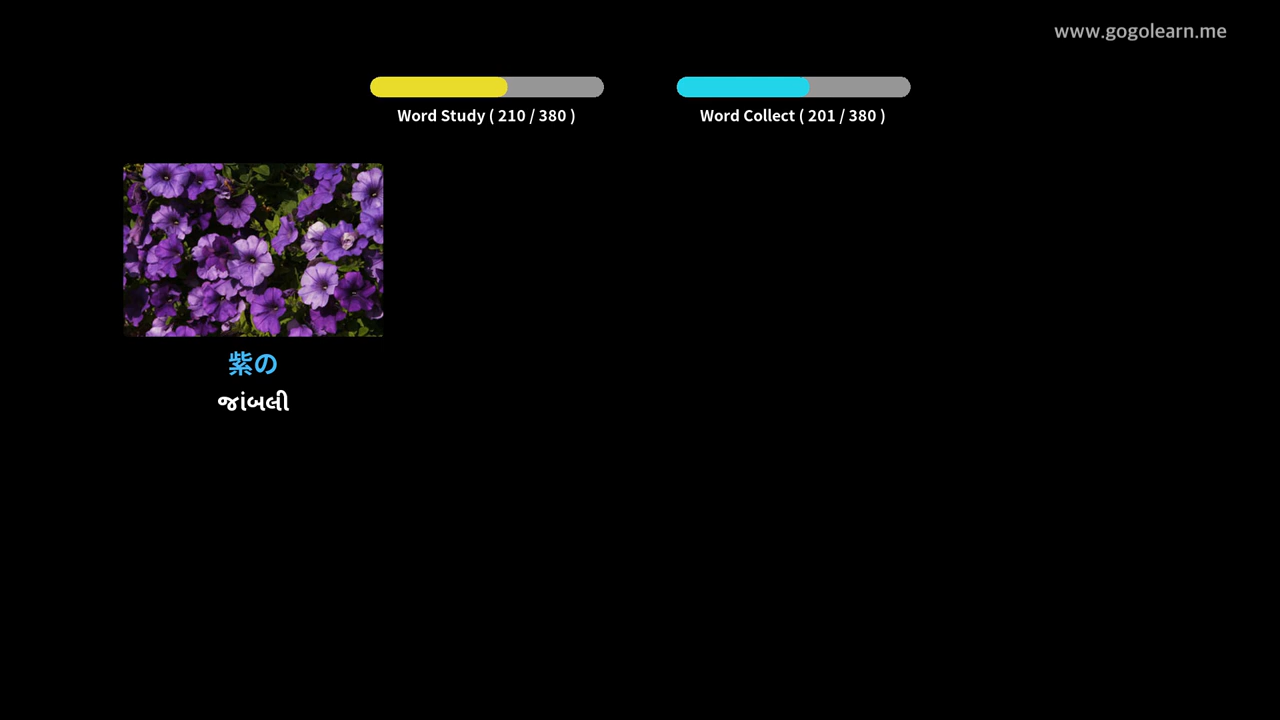 www.gogolearn.me
Word Study ( 210 / 380 )
Word Collect ( 201 / 380 )
紫の
જાંબલી